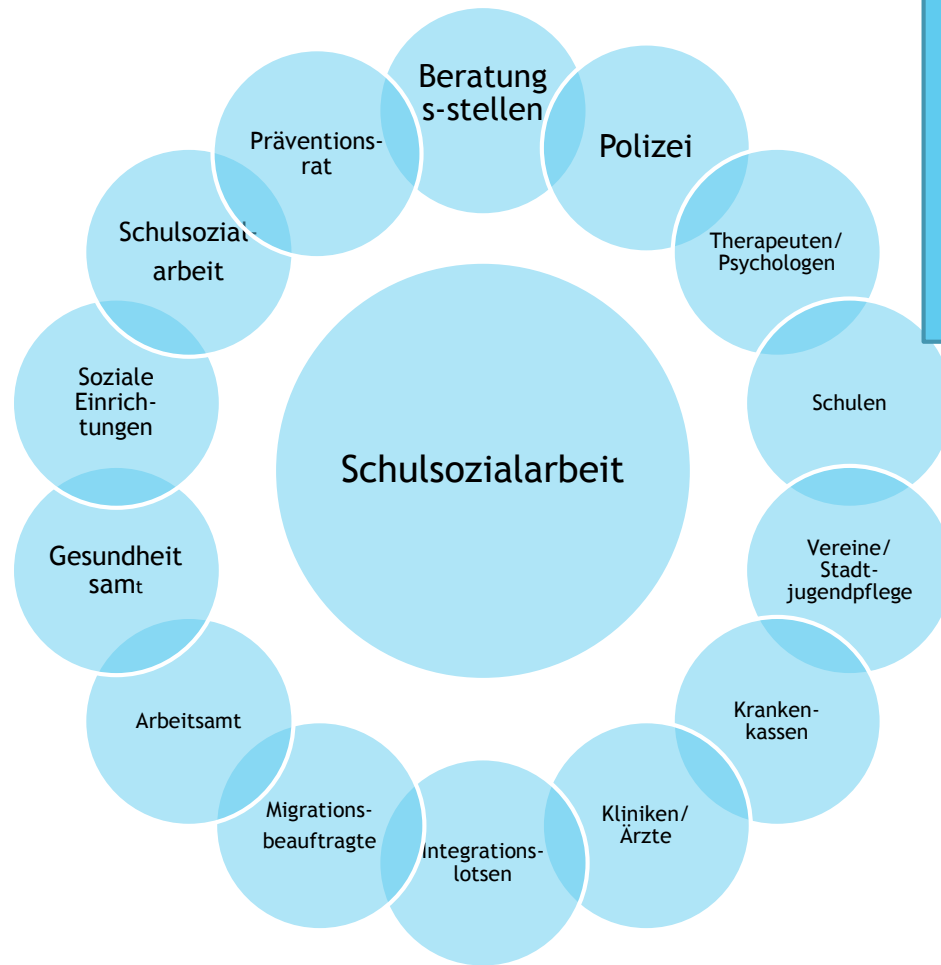 Beratung
s-stellen
Polizei
Therapeuten/
Psychologen
Schulen
Vereine/
Stadt-
jugendpflege
Kranken-
kassen
Kliniken/
Ärzte
Integrations-
lotsen
Migrations-
beauftragte
Arbeitsamt
Gesundheit
samt
Soziale
Einrich-
tungen
Schulsozial-
arbeit
Präventions-
rat
Schulsozialarbeit